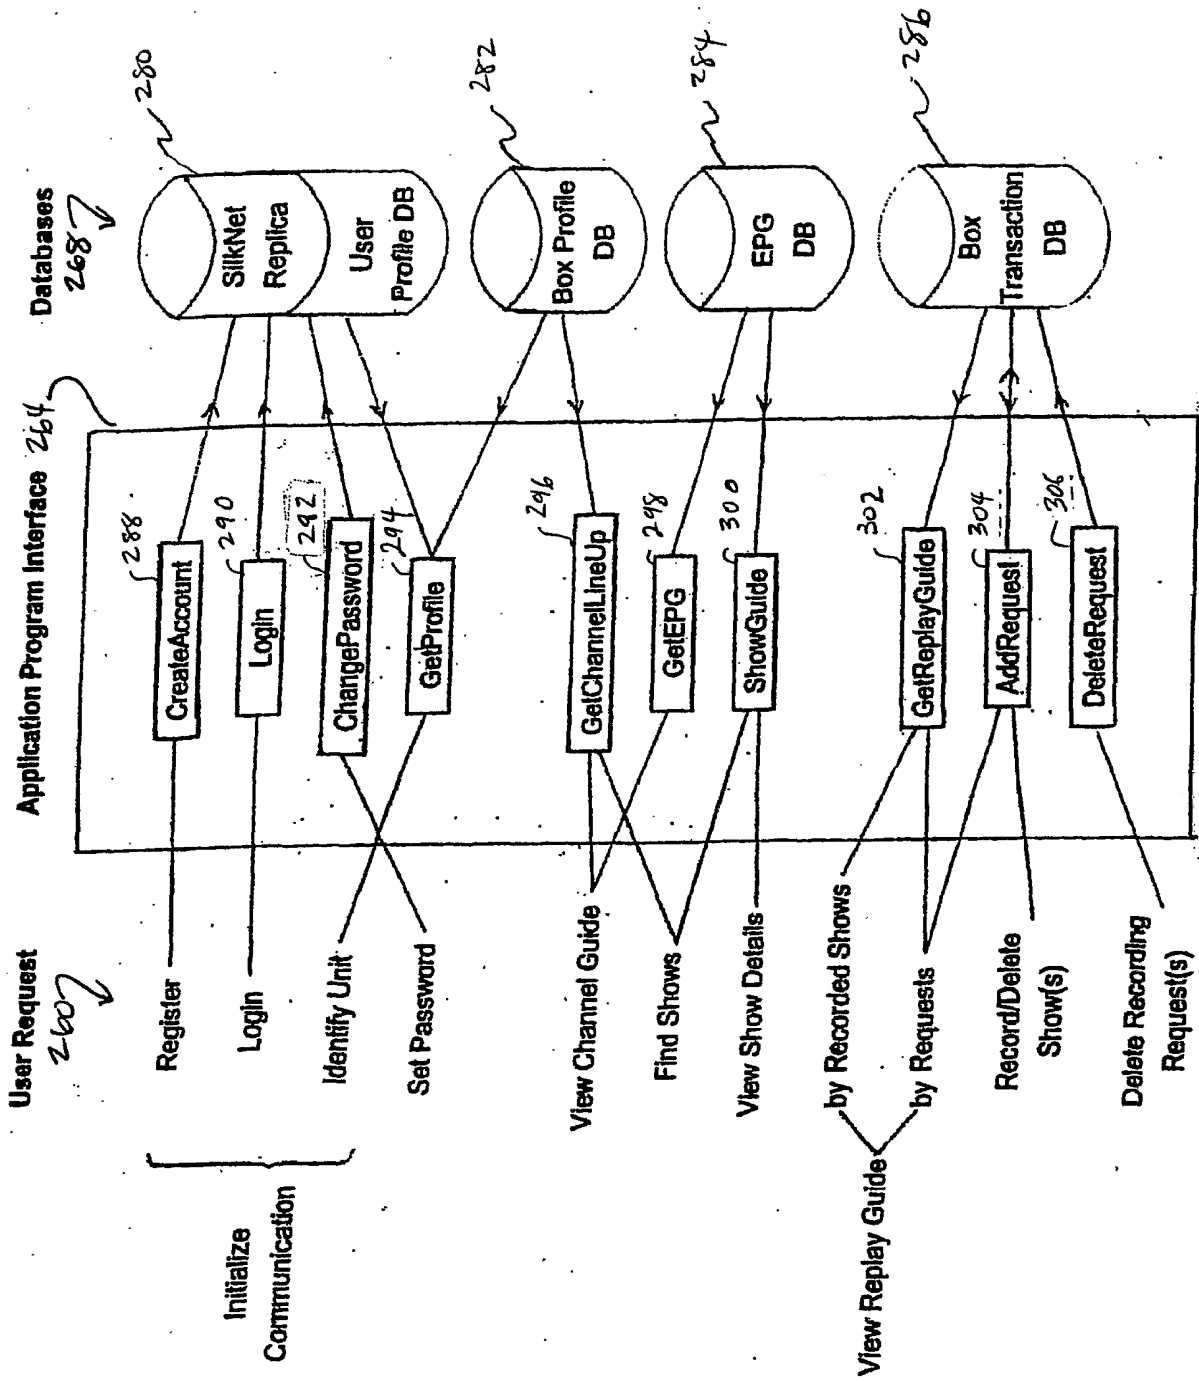 User Request
260
Application Program Interface 264
Databases
268
Initialize
Communication
Register
Login
Identify Unit
Set Password
View Channel Guide
Find Shows
View Show Details
View Replay Guide
by Recorded Shows
by Requests
Record/Delete
Show(s)
Delete Recording
Request(s)
288
CreateAccount
290
Login
292
ChangePassword
294
GetProfile
296
GetChannelLineUp
298
GetEPG
300
ShowGuide
302
GetReplayGuide
304
AddRequest
306
DeleteRequest
280
SilkNet
Replica
User
Profile DB
282
Box Profile
DB
284
EPG
DB
286
Box
Transaction
DB